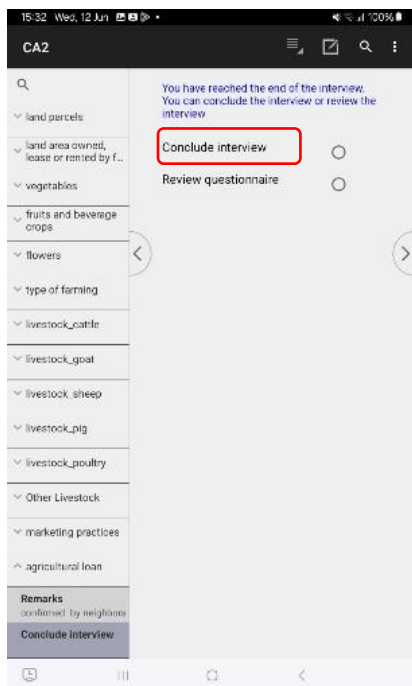 15:32 Wed, 12 Jun
100%
CA2
You have reached the end of the interview.
You can conclude the interview or review the
interview
Conclude interview
Review questionnaire
land parcels
land area owned,
lease or rented by f...
vegetables
fruits and beverage
crops
flowers
type of farming
livestock_cattle
livestock_goat
livestock_sheep
livestock_pig
livestock_poultry
Other Livestock
marketing practices
agricultural loan
Remarks
confirmed by neighbors
Conclude interview